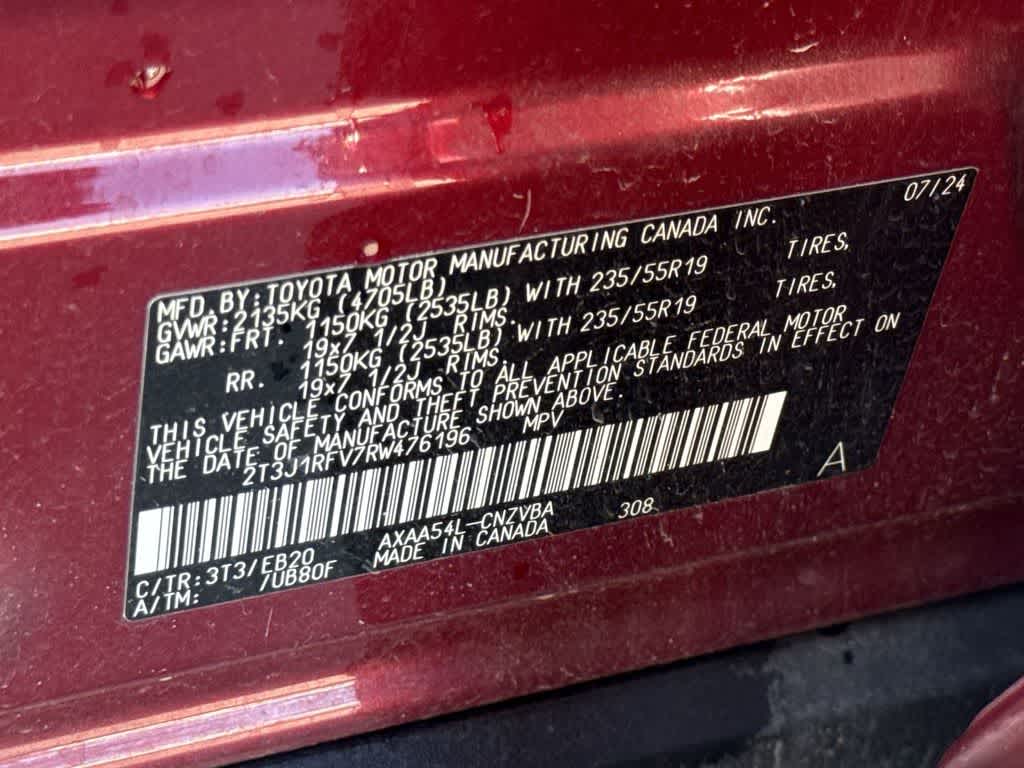 07/24
MFD.BY:TOYOTA MOTOR MANUFACTURING CANADA INC.
GVWR:2135KG (4705LB)
GAWR:FRT. 1150KG (2535LB) WITH 235/55R19 TIRES,
19x7 1/2J RIMS.
RR. 1150KG (2535LB) WITH 235/55R19 TIRES,
19x7 1/2J RIMS.
THIS VEHICLE CONFORMS TO ALL APPLICABLE FEDERAL MOTOR
VEHICLE SAFETY AND THEFT PREVENTION STANDARDS IN EFFECT ON
THE DATE OF MANUFACTURE SHOWN ABOVE.
2T3J1RFV7RW476196 MPV
A
C/TR:3T3/EB20 AXAA54L-CNZVBA 308
A/TM: /UB80F MADE IN CANADA